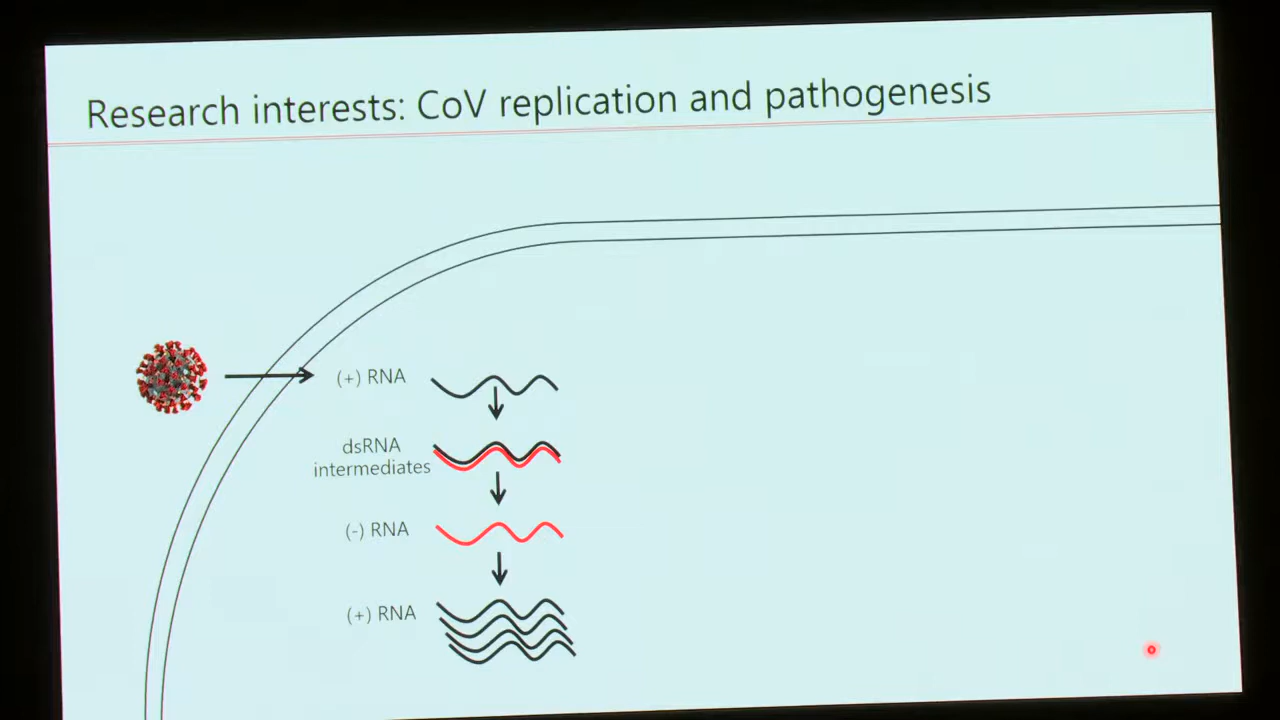 Research interests: CoV replication and pathogenesis
(+) RNA
dsRNA
intermediates
(-) RNA
(+) RNA